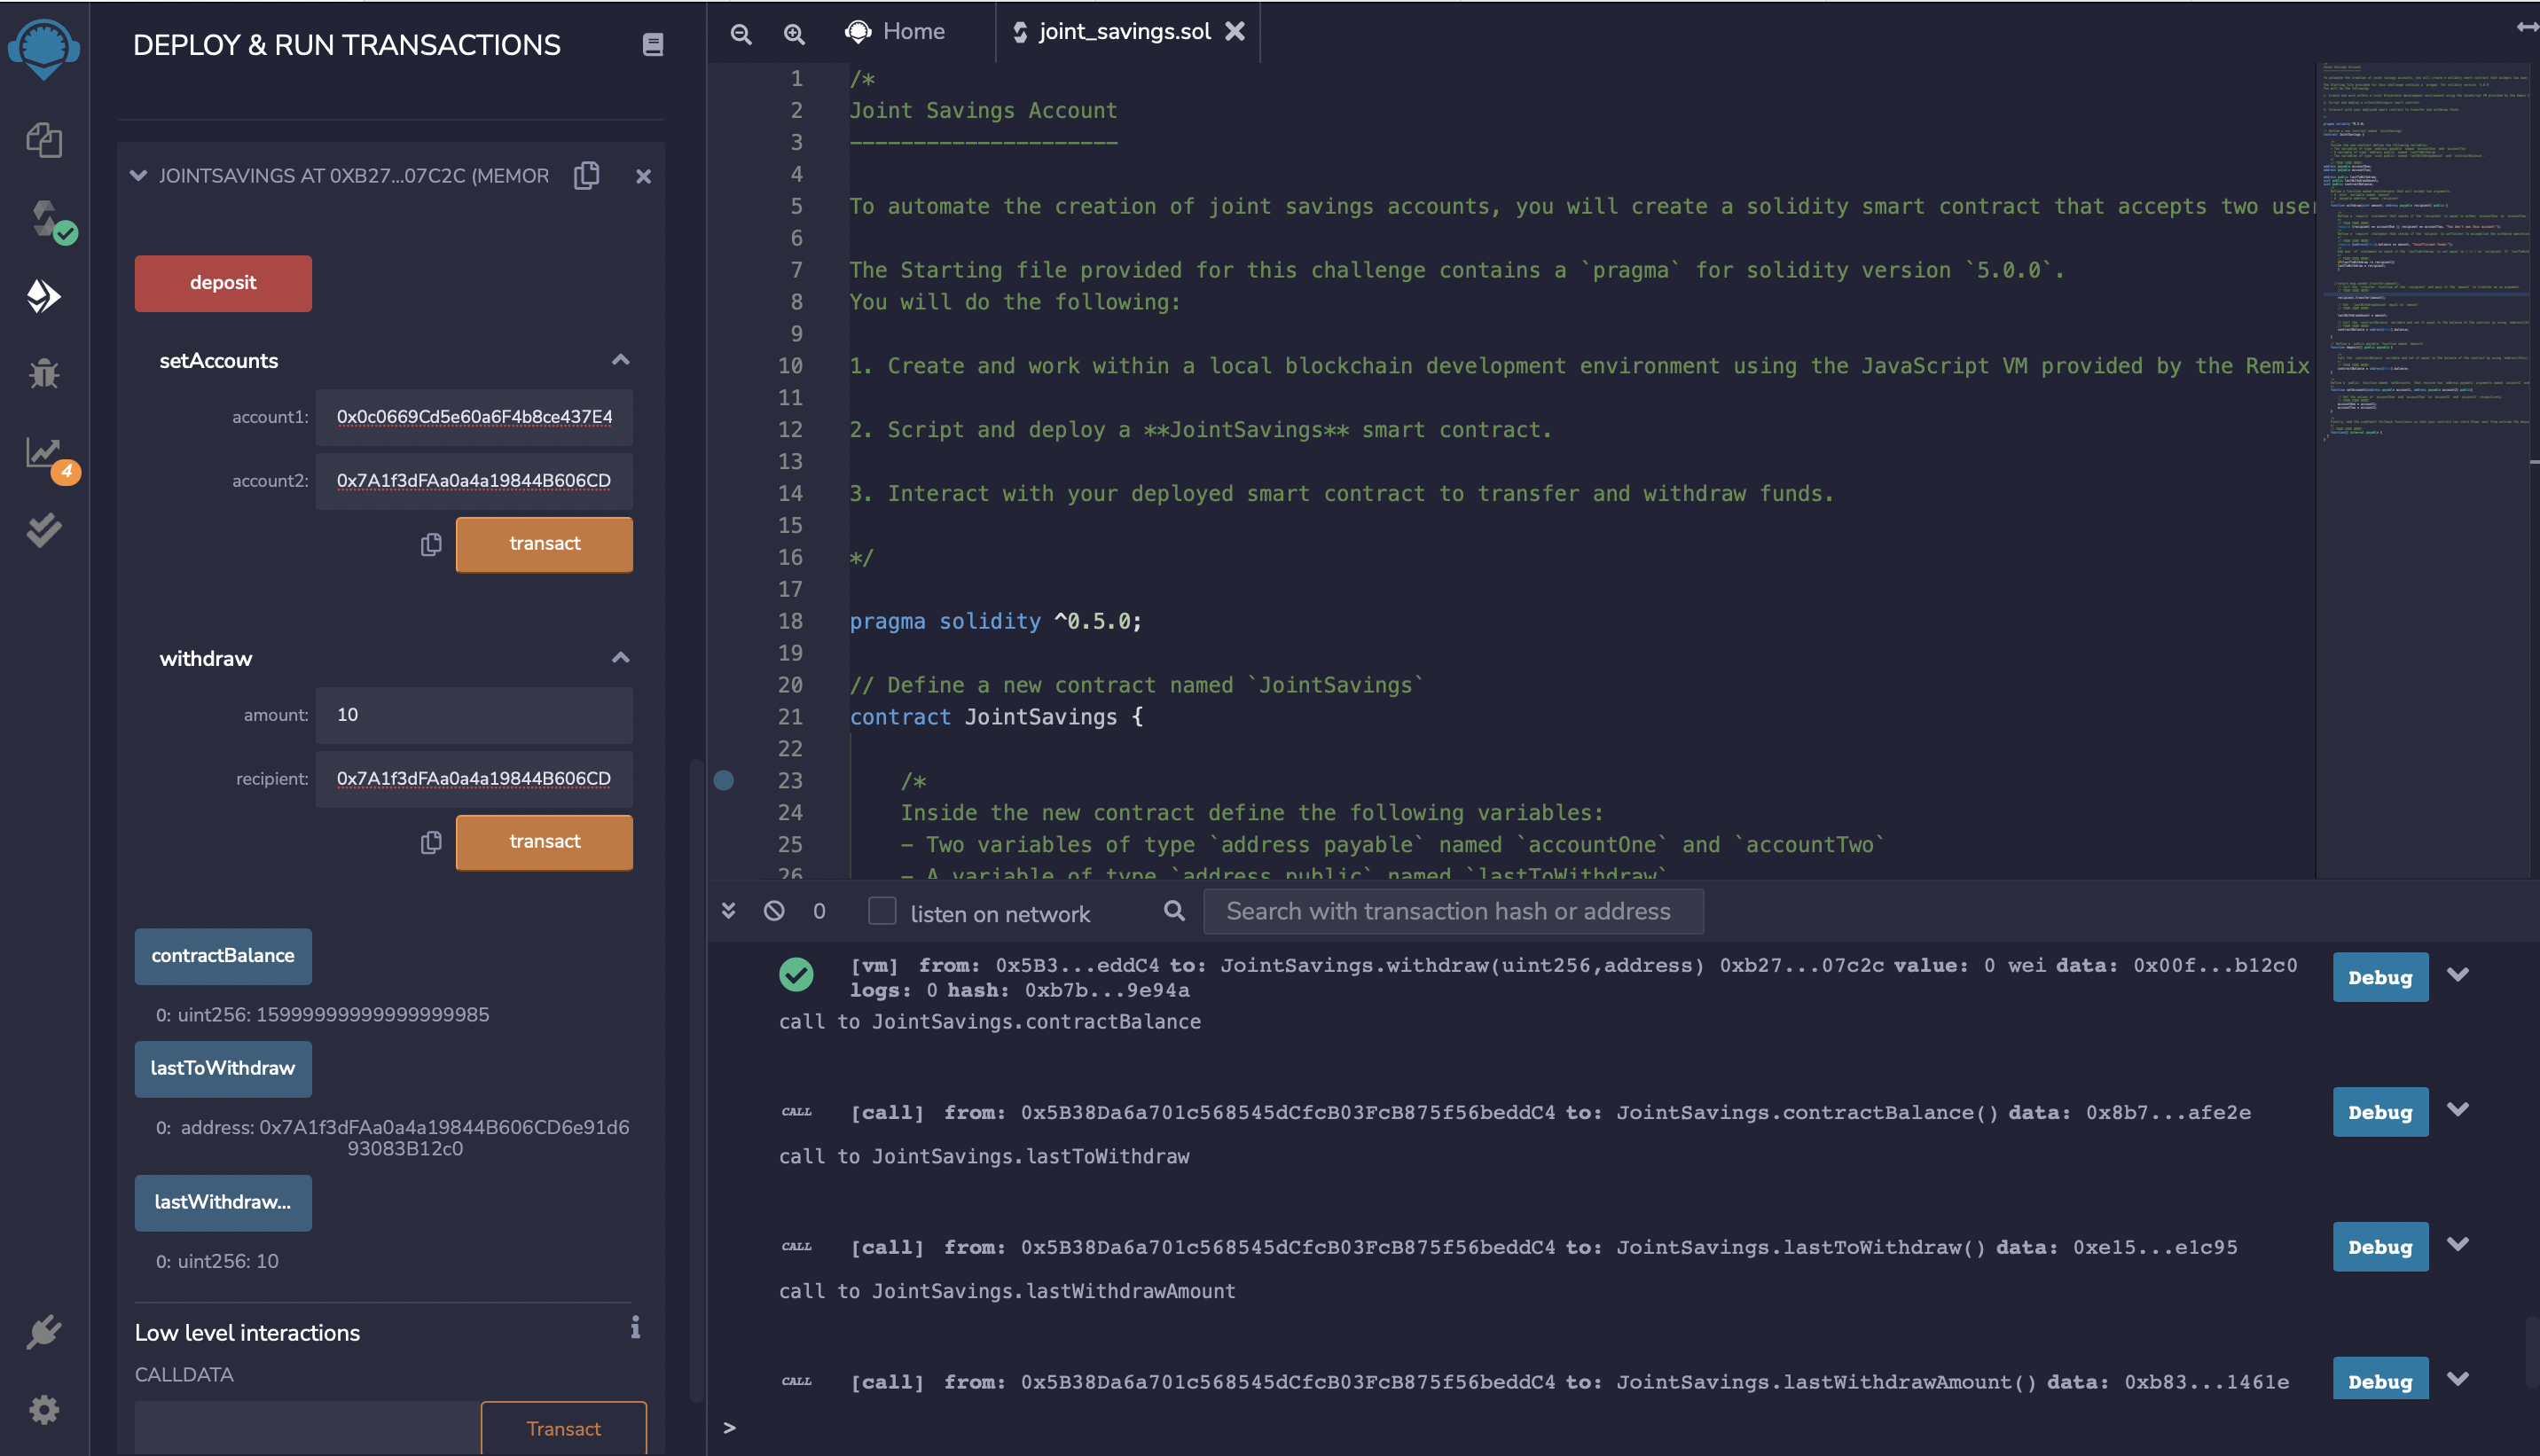 DEPLOY & RUN TRANSACTIONS
JOINTSAVINGS AT 0XB27...07C2C (MEMOR
deposit
setAccounts
account1: 0x0c0669Cd5e60a6F4b8ce437E4
account2: 0x7A1f3dFAa0a4a19844B606CD
transact
withdraw
amount: 10
recipient: 0x7A1f3dFAa0a4a19844B606CD
transact
contractBalance
0: uint256: 15999999999999999985
lastToWithdraw
0: address: 0x7A1f3dFAa0a4a19844B606CD6e91d6
93083B12c0
lastWithdraw...
0: uint256: 10
Low level interactions
CALLDATA
Transact
4
Home
joint_savings.sol
1 /*
2 Joint Savings Account
3 ---------------------
4
5 To automate the creation of joint savings accounts, you will create a solidity smart contract that accepts two user
6
7 The Starting file provided for this challenge contains a `pragma` for solidity version `5.0.0`.
8 You will do the following:
9
10 1. Create and work within a local blockchain development environment using the JavaScript VM provided by the Remix
11
12 2. Script and deploy a **JointSavings** smart contract.
13
14 3. Interact with your deployed smart contract to transfer and withdraw funds.
15
16 */
17
18 pragma solidity ^0.5.0;
19
20 // Define a new contract named `JointSavings`
21 contract JointSavings {
22
23 /*
24 Inside the new contract define the following variables:
25 - Two variables of type `address payable` named `accountOne` and `accountTwo`
26 - A variable of type `address public` named `lastToWithdraw`
0 listen on network Search with transaction hash or address
[vm] from: 0x5B3...eddC4 to: JointSavings.withdraw(uint256,address) 0xb27...07c2c value: 0 wei data: 0x00f...b12c0
logs: 0 hash: 0xb7b...9e94a
Debug
call to JointSavings.contractBalance
CALL [call] from: 0x5B38Da6a701c568545dCfcB03FcB875f56beddC4 to: JointSavings.contractBalance() data: 0x8b7...afe2e
Debug
call to JointSavings.lastToWithdraw
CALL [call] from: 0x5B38Da6a701c568545dCfcB03FcB875f56beddC4 to: JointSavings.lastToWithdraw() data: 0xe15...e1c95
Debug
call to JointSavings.lastWithdrawAmount
CALL [call] from: 0x5B38Da6a701c568545dCfcB03FcB875f56beddC4 to: JointSavings.lastWithdrawAmount() data: 0xb83...1461e
Debug
>